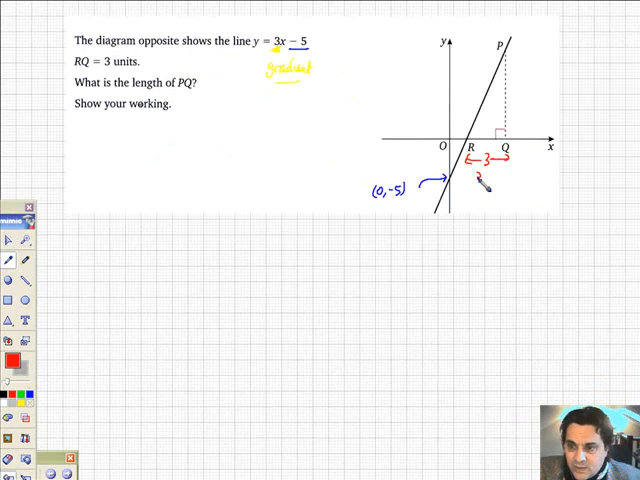 The diagram opposite shows the line y = 3x − 5
RQ = 3 units.
What is the length of PQ?
Show your working.
gradient
y
P
O
R
Q
x
3
(0,-5)
mimio
A
T